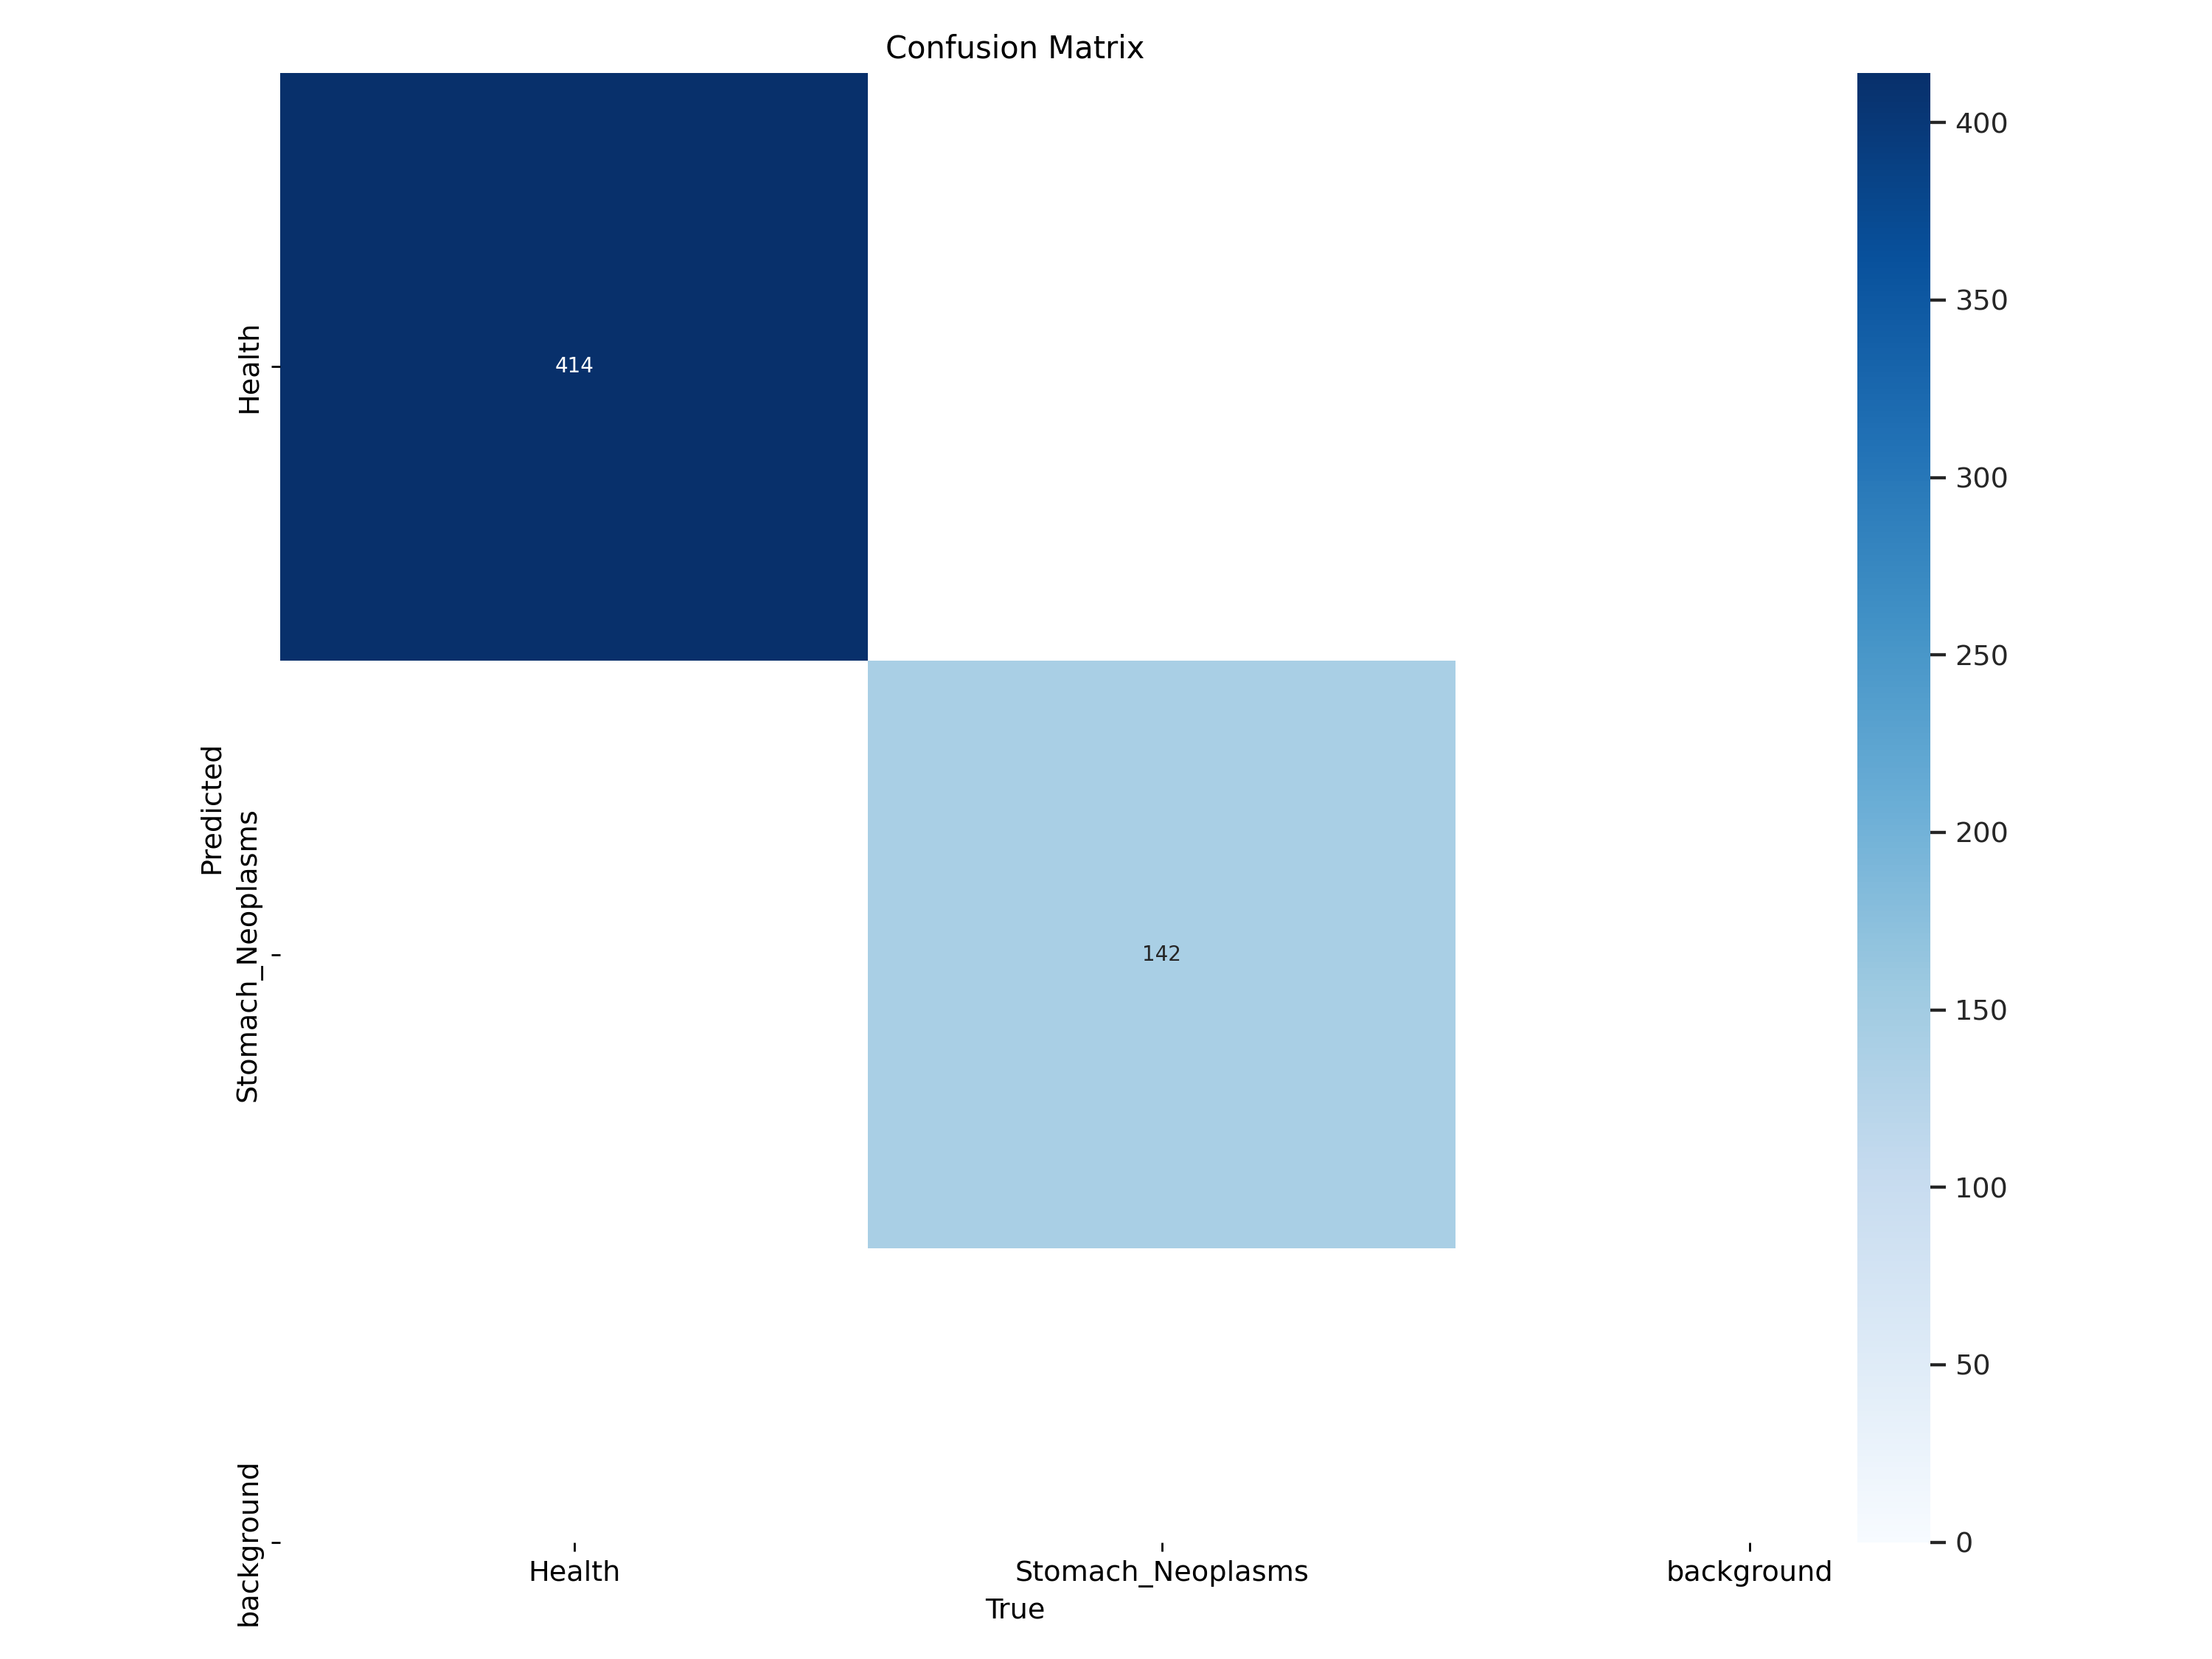 Confusion Matrix
Predicted
Health
Stomach_Neoplasms
background
414
142
Health
Stomach_Neoplasms
background
True
400
350
300
250
200
150
100
50
0